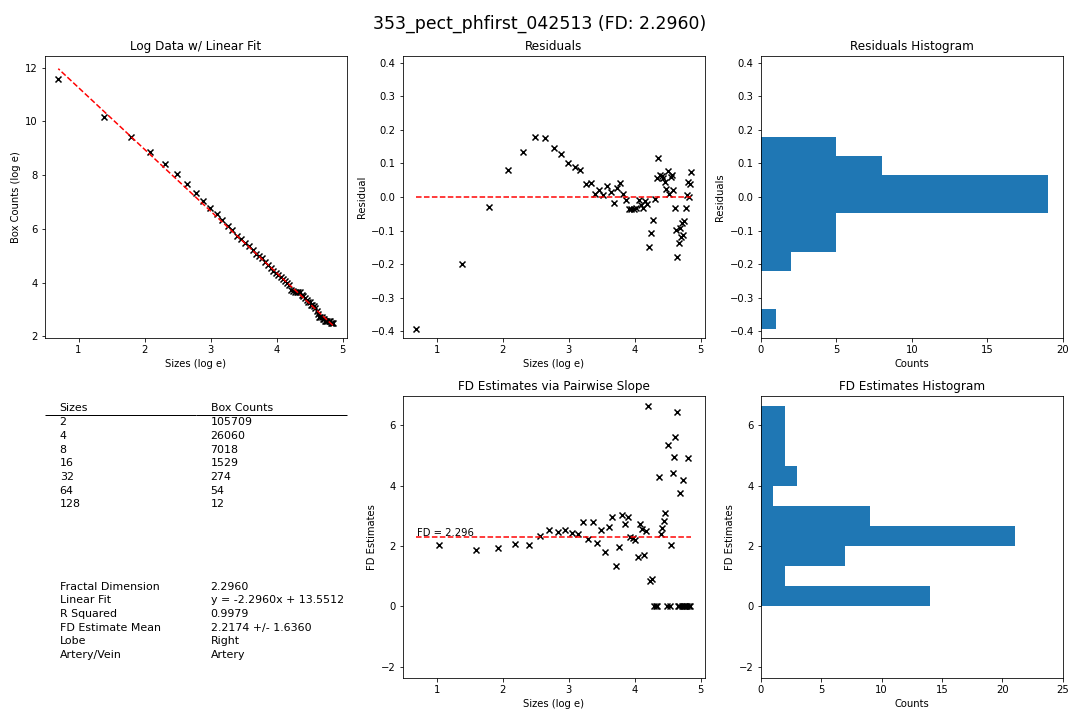 353_pect_phfirst_042513 (FD: 2.2960)
Log Data w/ Linear Fit
Box Counts (log e)
12
10
8
6
4
2
1 2 3 4 5
Sizes (log e)
Residuals
Residual
0.4
0.3
0.2
0.1
0.0
−0.1
−0.2
−0.3
−0.4
1 2 3 4 5
Sizes (log e)
Residuals Histogram
Residuals
0.4
0.3
0.2
0.1
0.0
−0.1
−0.2
−0.3
−0.4
0 5 10 15 20
Counts
Sizes Box Counts
2 105709
4 26060
8 7018
16 1529
32 274
64 54
128 12
Fractal Dimension 2.2960
Linear Fit y = -2.2960x + 13.5512
R Squared 0.9979
FD Estimate Mean 2.2174 +/- 1.6360
Lobe Right
Artery/Vein Artery
FD Estimates via Pairwise Slope
FD Estimates
6
4
2
0
−2
FD = 2.296
1 2 3 4 5
Sizes (log e)
FD Estimates Histogram
FD Estimates
6
4
2
0
−2
0 5 10 15 20 25
Counts